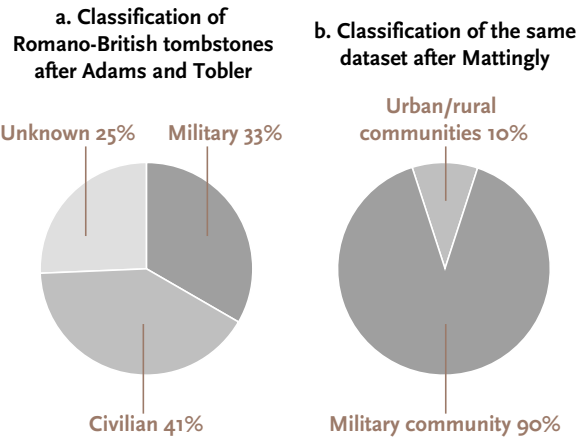 a. Classification of
Romano-British tombstones
after Adams and Tobler
b. Classification of the same
dataset after Mattingly
Unknown 25%
Military 33%
Civilian 41%
Urban/rural
communities 10%
Military community 90%